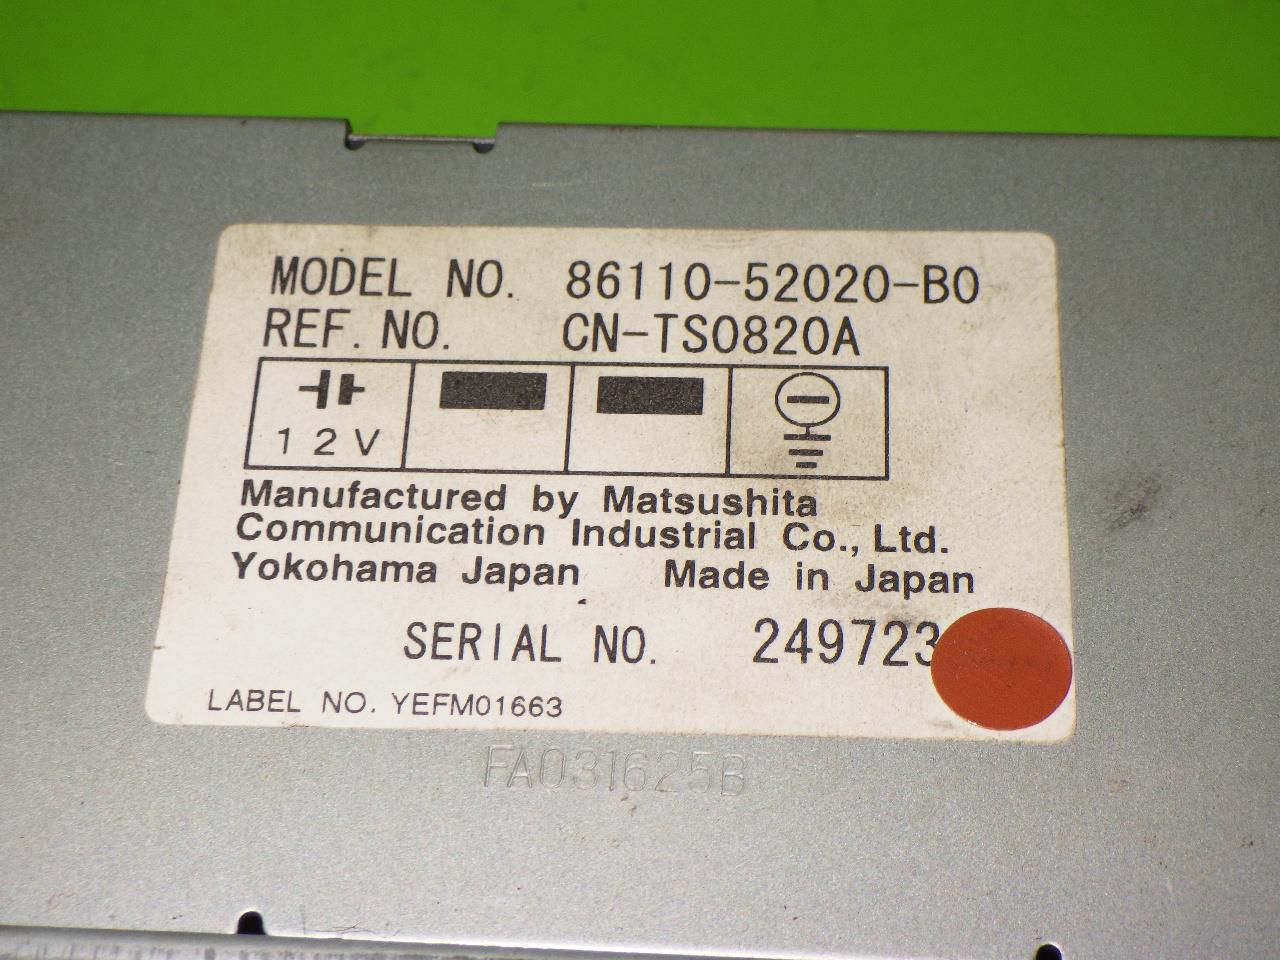 MODEL NO. 86110-52020-B0
REF. NO. CN-TS0820A
12V
Manufactured by Matsushita
Communication Industrial Co., Ltd.
Yokohama Japan Made in Japan
SERIAL NO. 249723
LABEL NO. YEFM01663
FA031625B